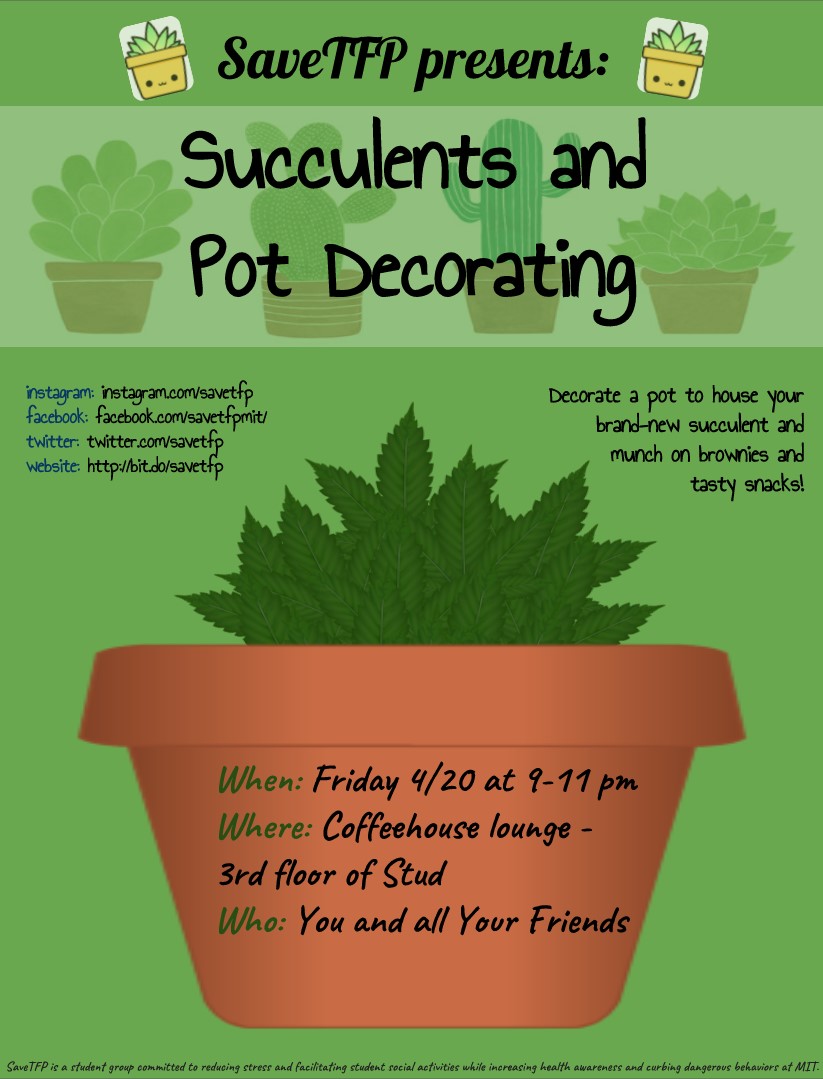 SaveTFP presents:
Succulents and
Pot Decorating
instagram: instagram.com/savetfp
facebook: facebook.com/savetfpmit/
twitter: twitter.com/savetfp
website: http://bit.do/savetfp
Decorate a pot to house your
brand-new succulent and
munch on brownies and
tasty snacks!
When: Friday 4/20 at 9-11 pm
Where: Coffeehouse lounge -
3rd floor of Stud
Who: You and all Your Friends
SaveTFP is a student group committed to reducing stress and facilitating student social activities while increasing health awareness and curbing dangerous behaviors at MIT.